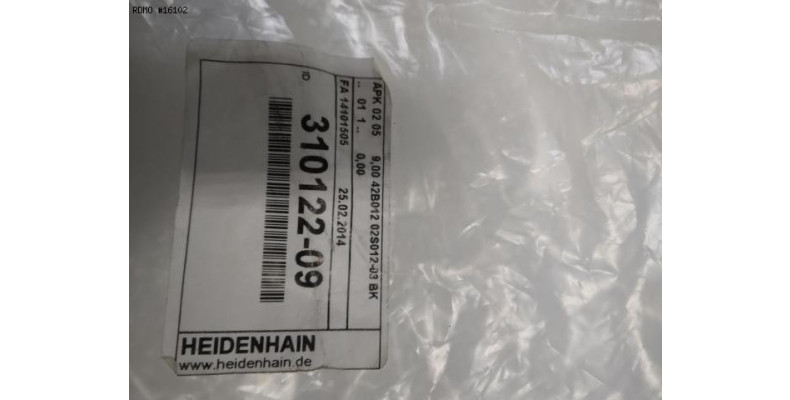 RDMO #16102
APK 02 05 9,00 42B012 02S012-03 BK
.. 01 1 .. 0,00
FA 14101505 25.02.2014
ID 310122-09
HEIDENHAIN
www.heidenhain.de